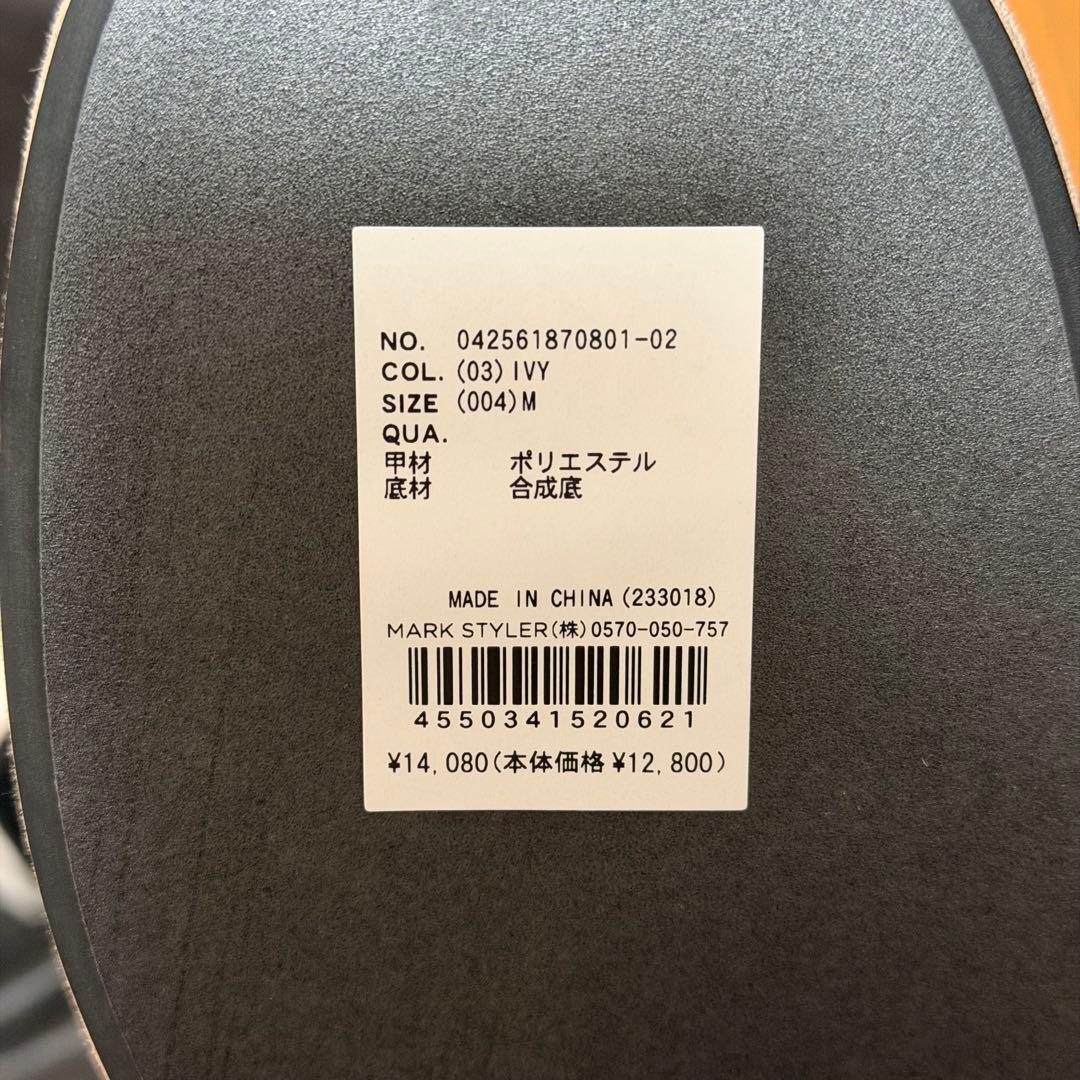 NO. 042561870801-02
COL. (03)IVY
SIZE (004)M
QUA.
甲材 ポリエステル
底材 合成底
MADE IN CHINA(233018)
MARK STYLER(株)0570-050-757
4550341520621
¥14,080(本体価格¥12,800)